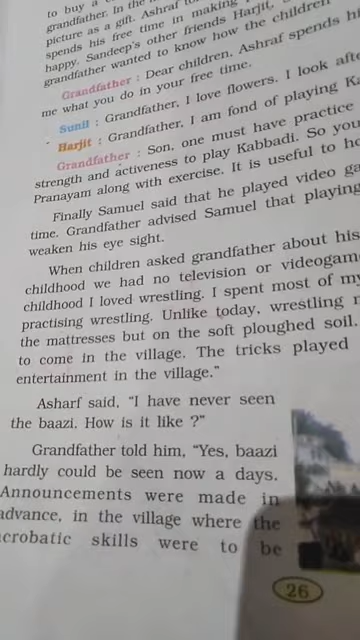 to buy a
grandfather. In the
picture as a gift. Ashraf
spends his free time in making
happy. Sandeep's other friends Harjit,
grandfather wanted to know how the children
Grandfather : Dear children, Ashraf spends hi
me what you do in your free time.
Sunil : Grandfather, I love flowers. I look afte
Harjit : Grandfather, I am fond of playing Ka
Grandfather : Son, one must have practice
strength and activeness to play Kabbadi. So you
Pranayam along with exercise. It is useful to ho
Finally Samuel said that he played video ga
time. Grandfather advised Samuel that playing
weaken his eye sight.
When children asked grandfather about his
childhood we had no television or videogam
childhood I loved wrestling. I spent most of my
practising wrestling. Unlike today, wrestling
the mattresses but on the soft ploughed soil.
to come in the village. The tricks played
entertainment in the village."
Asharf said, "I have never seen
the baazi. How is it like ?"
Grandfather told him, "Yes, baazi
hardly could be seen now a days.
Announcements were made in
advance, in the village where the
acrobatic skills were to be
26